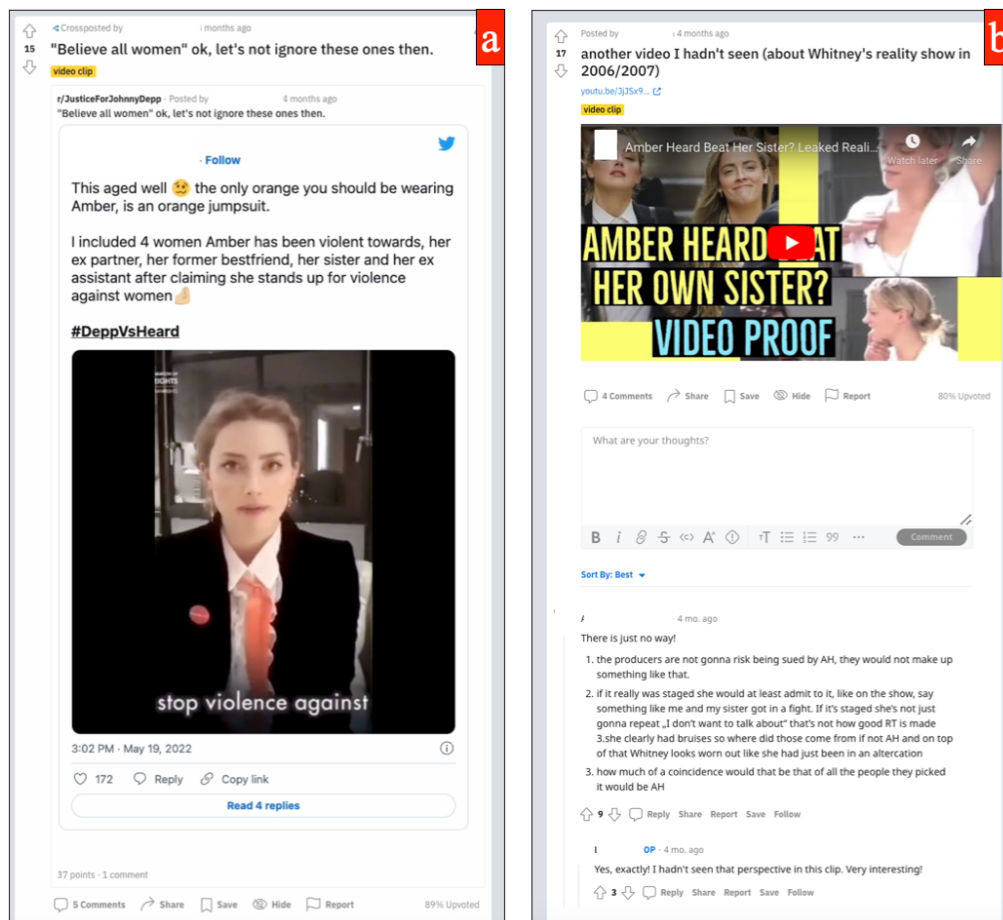 a
Crossposted by
months ago
15
"Believe all women" ok, let's not ignore these ones then.
video clip
r/JusticeForJohnnyDepp · Posted by 4 months ago
"Believe all women" ok, let's not ignore these ones then.
· Follow
This aged well 🥴 the only orange you should be wearing
Amber, is an orange jumpsuit.
I included 4 women Amber has been violent towards, her
ex partner, her former bestfriend, her sister and her ex
assistant after claiming she stands up for violence
against women🤌🏻
#DeppVsHeard
stop violence against
3:02 PM · May 19, 2022
172 Reply Copy link
Read 4 replies
37 points · 1 comment
5 Comments Share Save Hide Report 89% Upvoted
b
Posted by 4 months ago
17
another video I hadn't seen (about Whitney's reality show in
2006/2007)
youtu.be/JjJSx9...
video clip
Amber Heard Beat Her Sister? Leaked Reali...
Watch later Share
AMBER HEARD
HER OWN SISTER?
VIDEO PROOF
4 Comments Share Save Hide Report 80% Upvoted
What are your thoughts?
Comment
Sort By: Best
· 4 mo. ago
There is just no way!
1. the producers are not gonna risk being sued by AH, they would not make up
something like that.
2. if it really was staged she would at least admit to it, like on the show, say
something like me and my sister got in a fight. If it's staged she's not just
gonna repeat „I don't want to talk about" that's not how good RT is made
3.she clearly had bruises so where did those come from if not AH and on top
of that Whitney looks worn out like she had just been in an altercation
3. how much of a coincidence would that be that of all the people they picked
it would be AH
9 Reply Share Report Save Follow
OP · 4 mo. ago
Yes, exactly! I hadn't seen that perspective in this clip. Very interesting!
3 Reply Share Report Save Follow